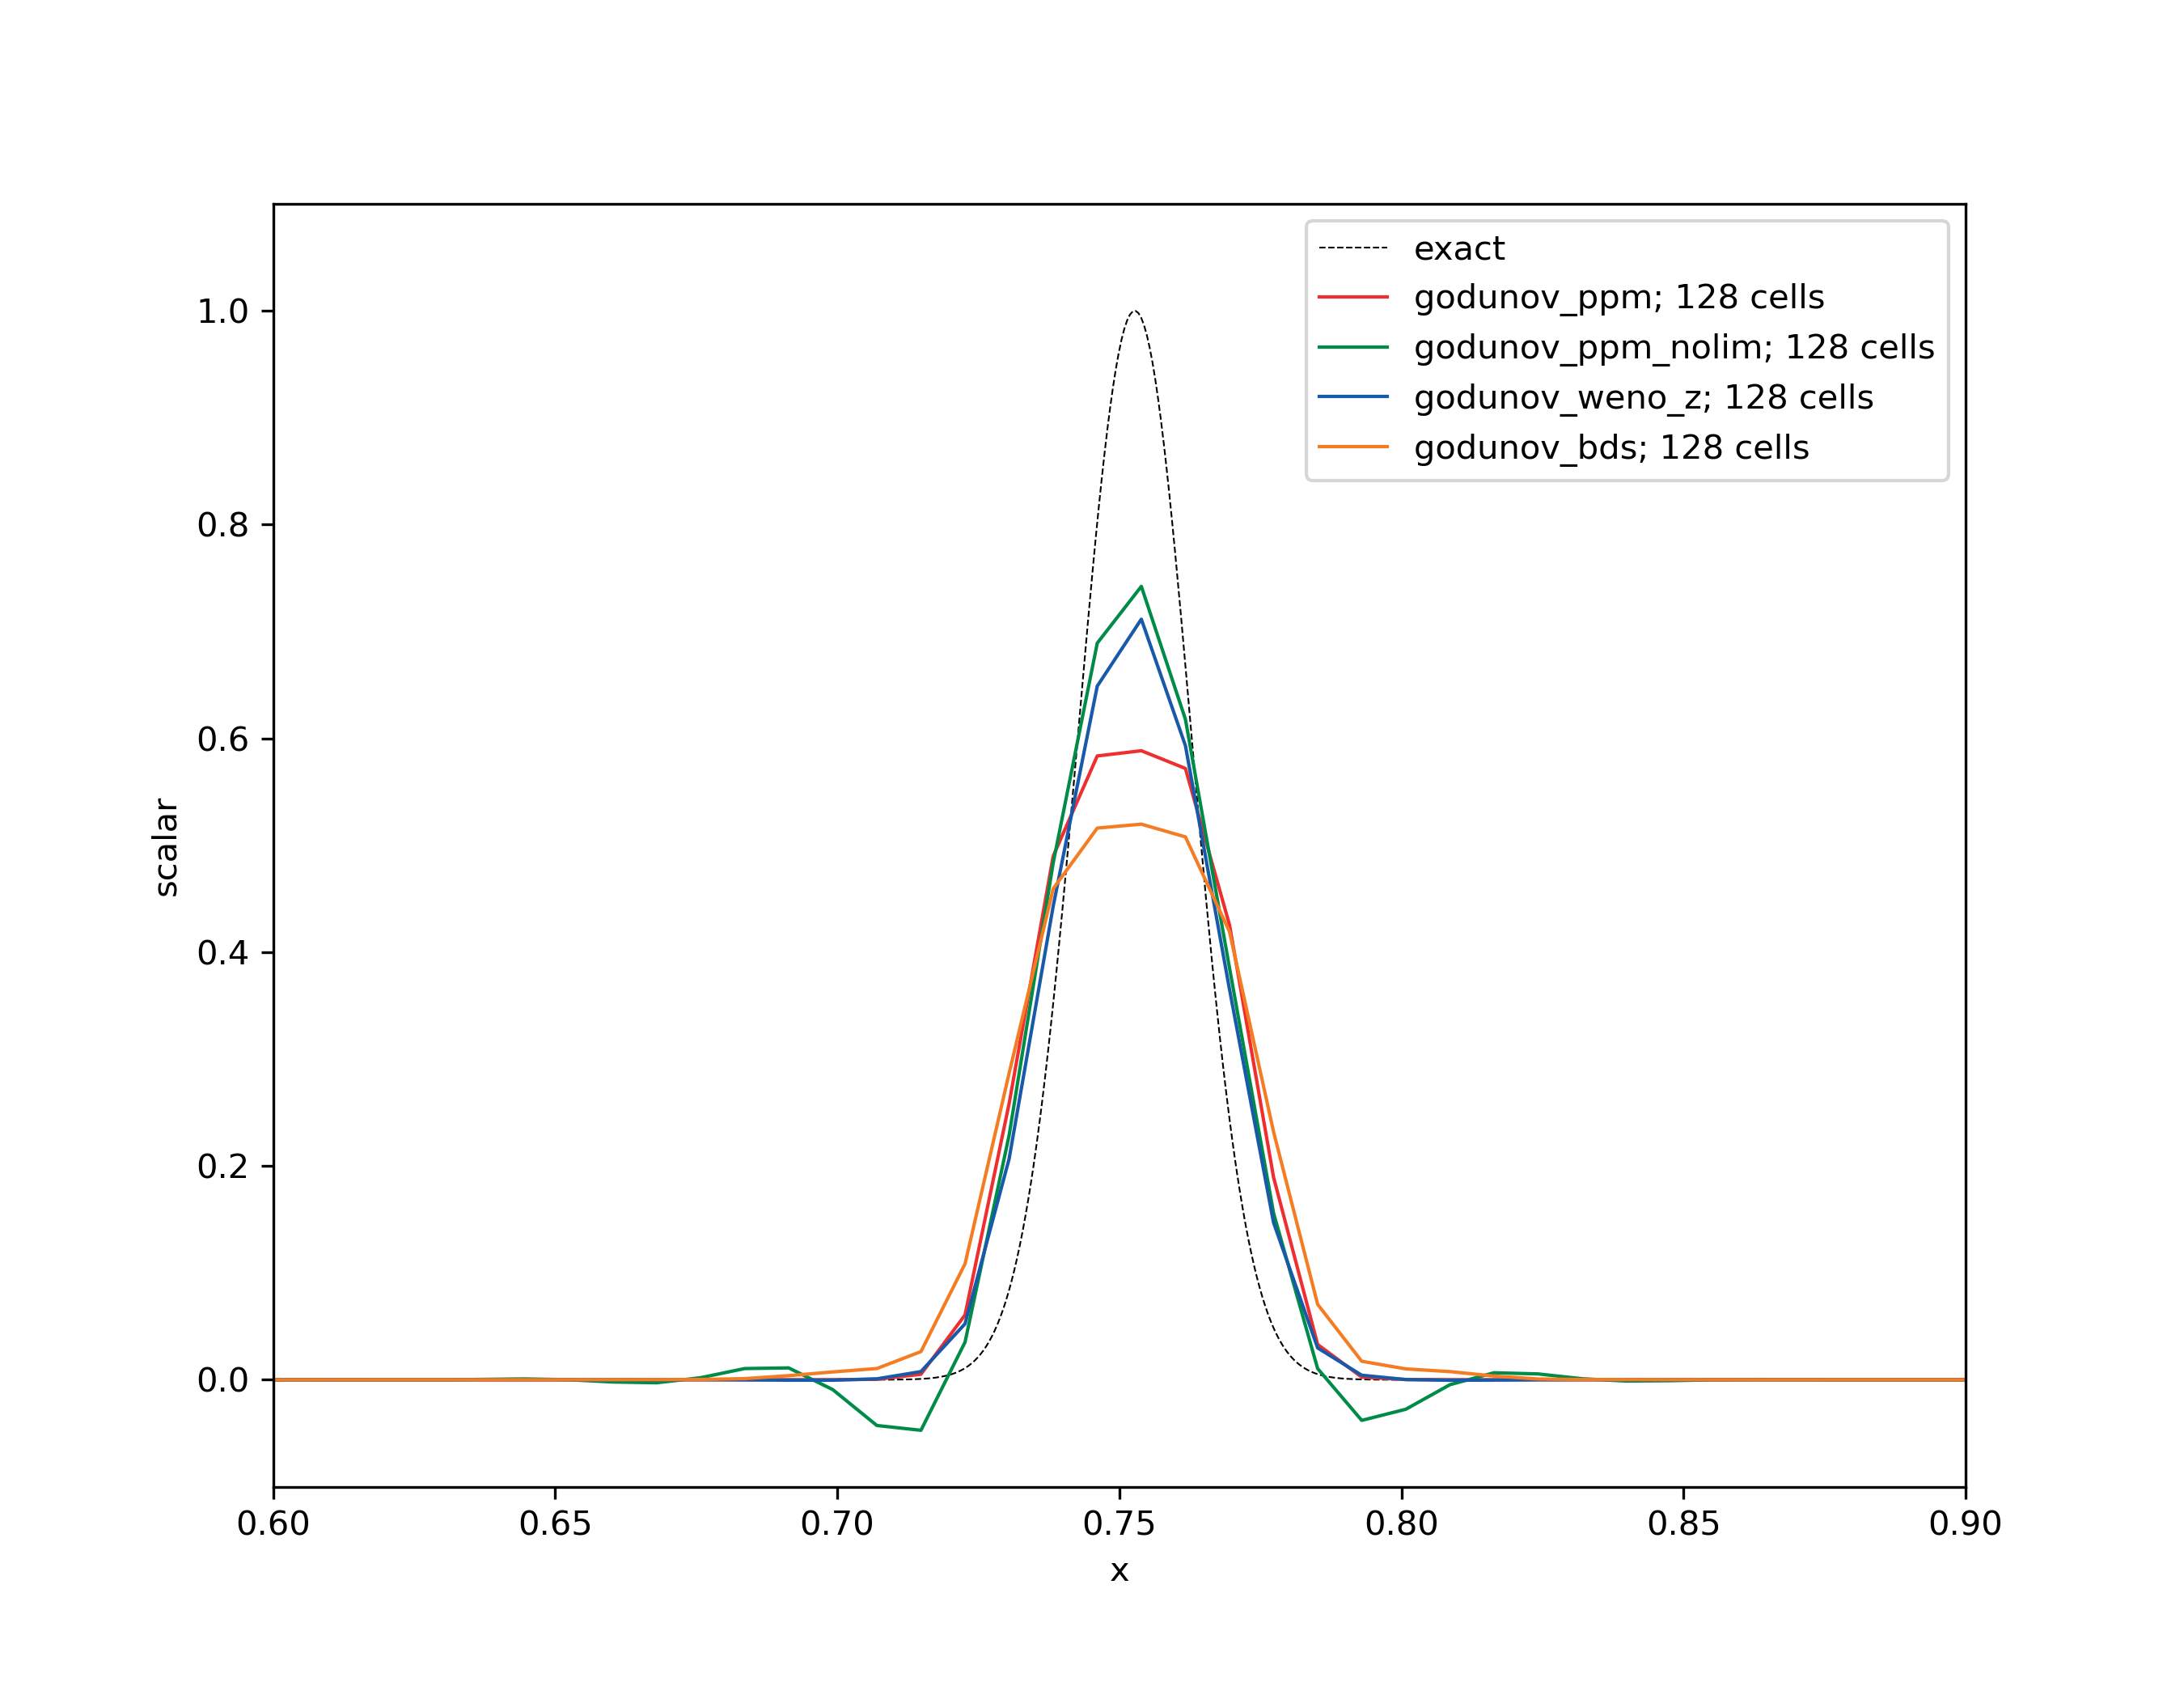 exact
godunov_ppm; 128 cells
godunov_ppm_nolim; 128 cells
godunov_weno_z; 128 cells
godunov_bds; 128 cells
1.0
0.8
0.6
0.4
0.2
0.0
scalar
0.60 0.65 0.70 0.75 0.80 0.85 0.90
x